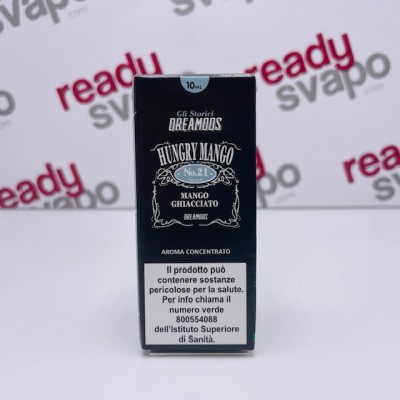 10ML
Gli Storici
DREAMODS
HUNGRY MANGO
No.21
MANGO
GHIACCIATO
DREAMODS
AROMA CONCENTRATO
Il prodotto può
contenere sostanze
pericolose per la salute.
Per info chiama il
numero verde
800554088
dell'Istituto Superiore
di Sanità.
ready
svapo
ready
svapo.
ready
svapo
ready
svapo